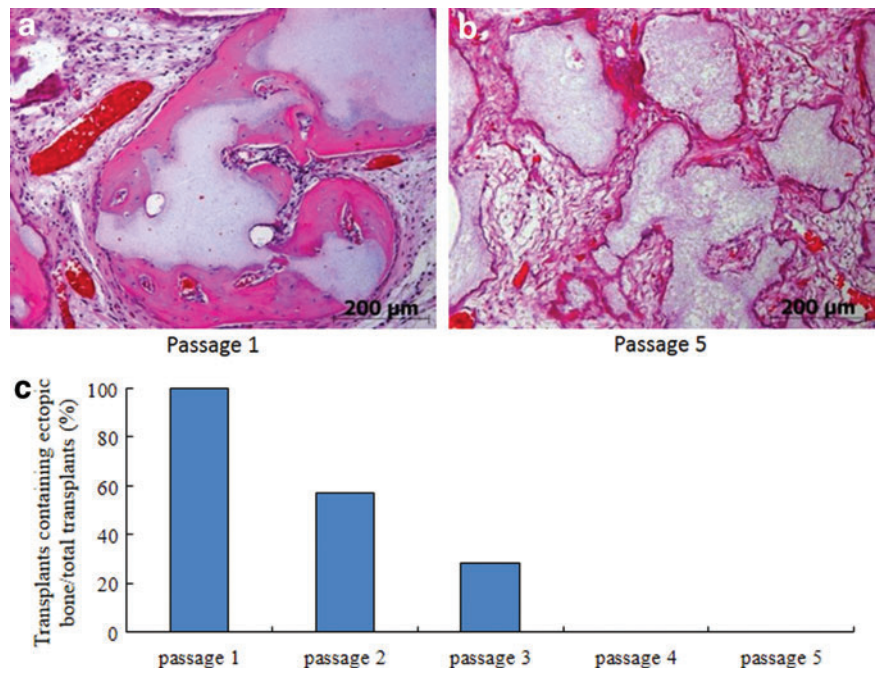 a
b
200 µm
200 µm
Passage 1
Passage 5
c
Transplants containing ectopic
bone/total transplants (%)
100
80
60
40
20
0
passage 1
passage 2
passage 3
passage 4
passage 5